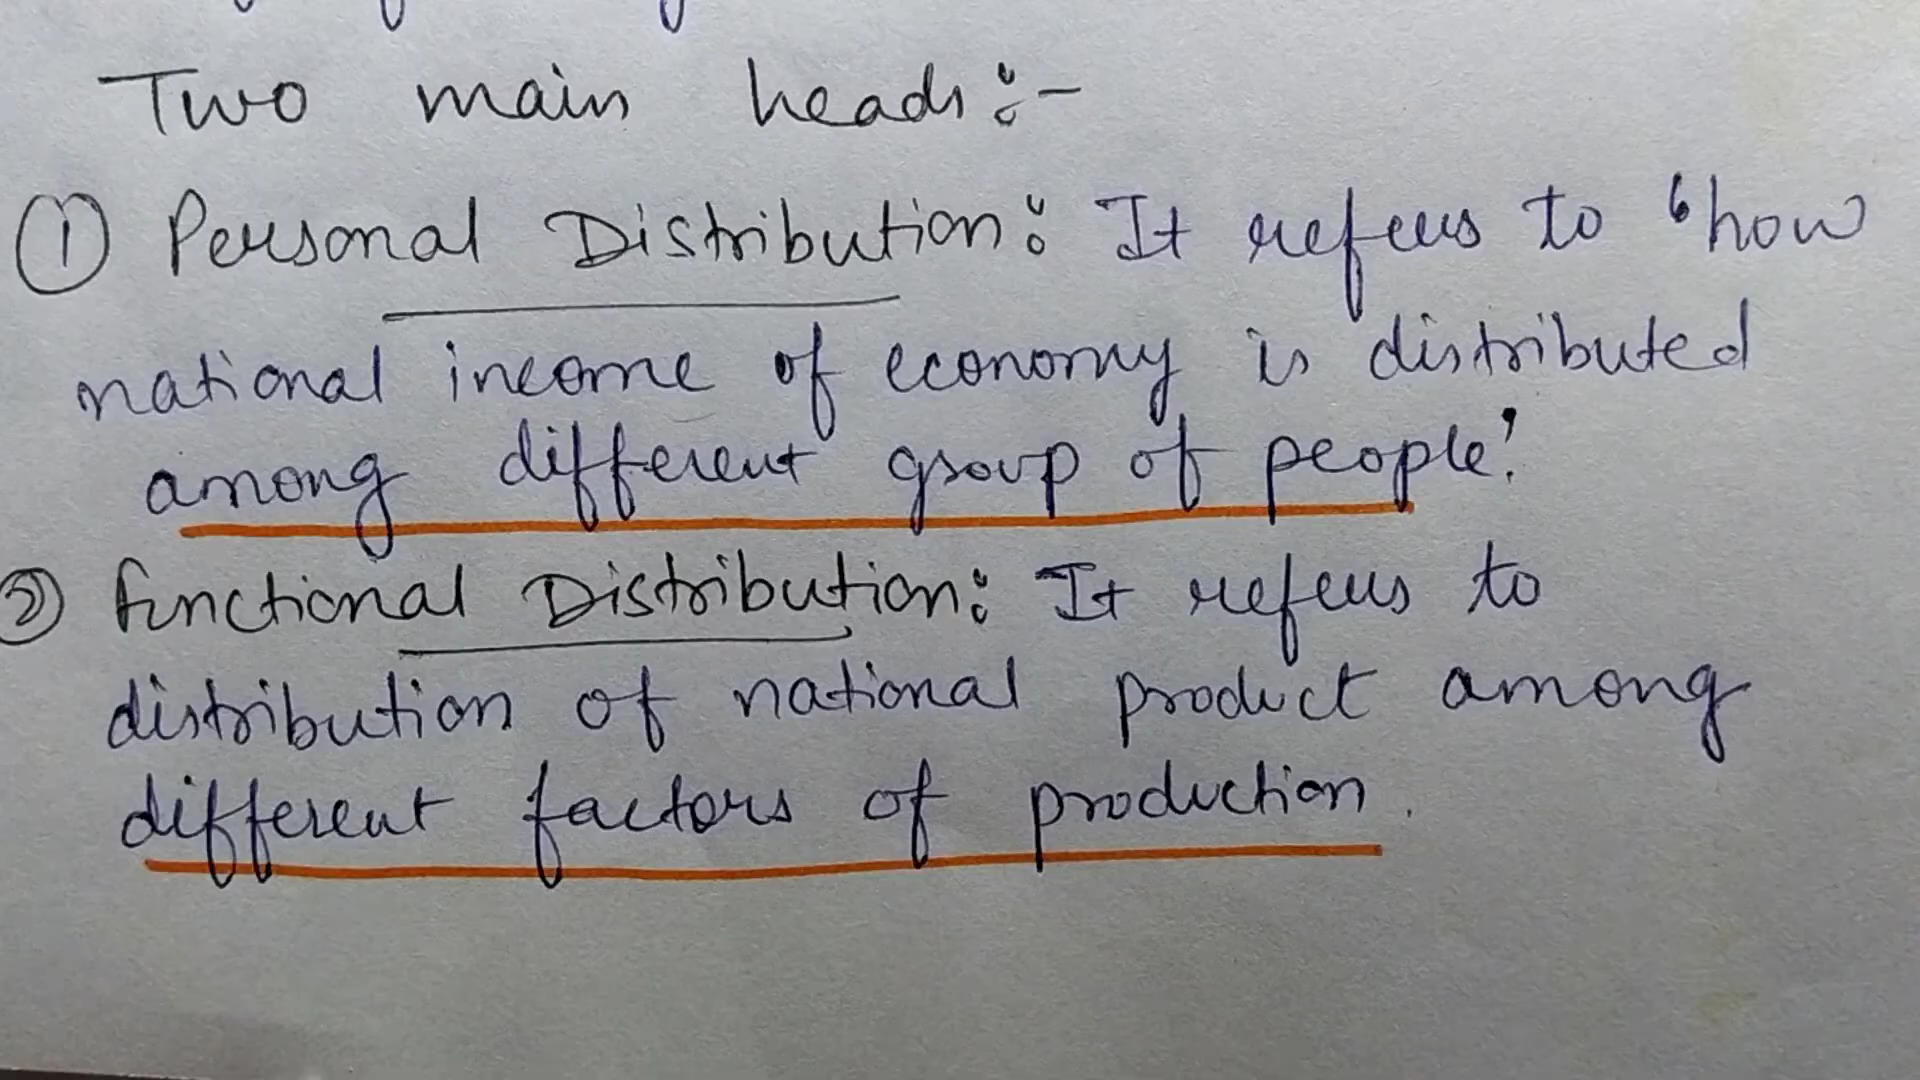 Two main heads:-
① Personal Distribution: It refers to 'how
national income of economy is distributed
among different group of people'.
② Functional Distribution: It refers to
distribution of national product among
different factors of production.